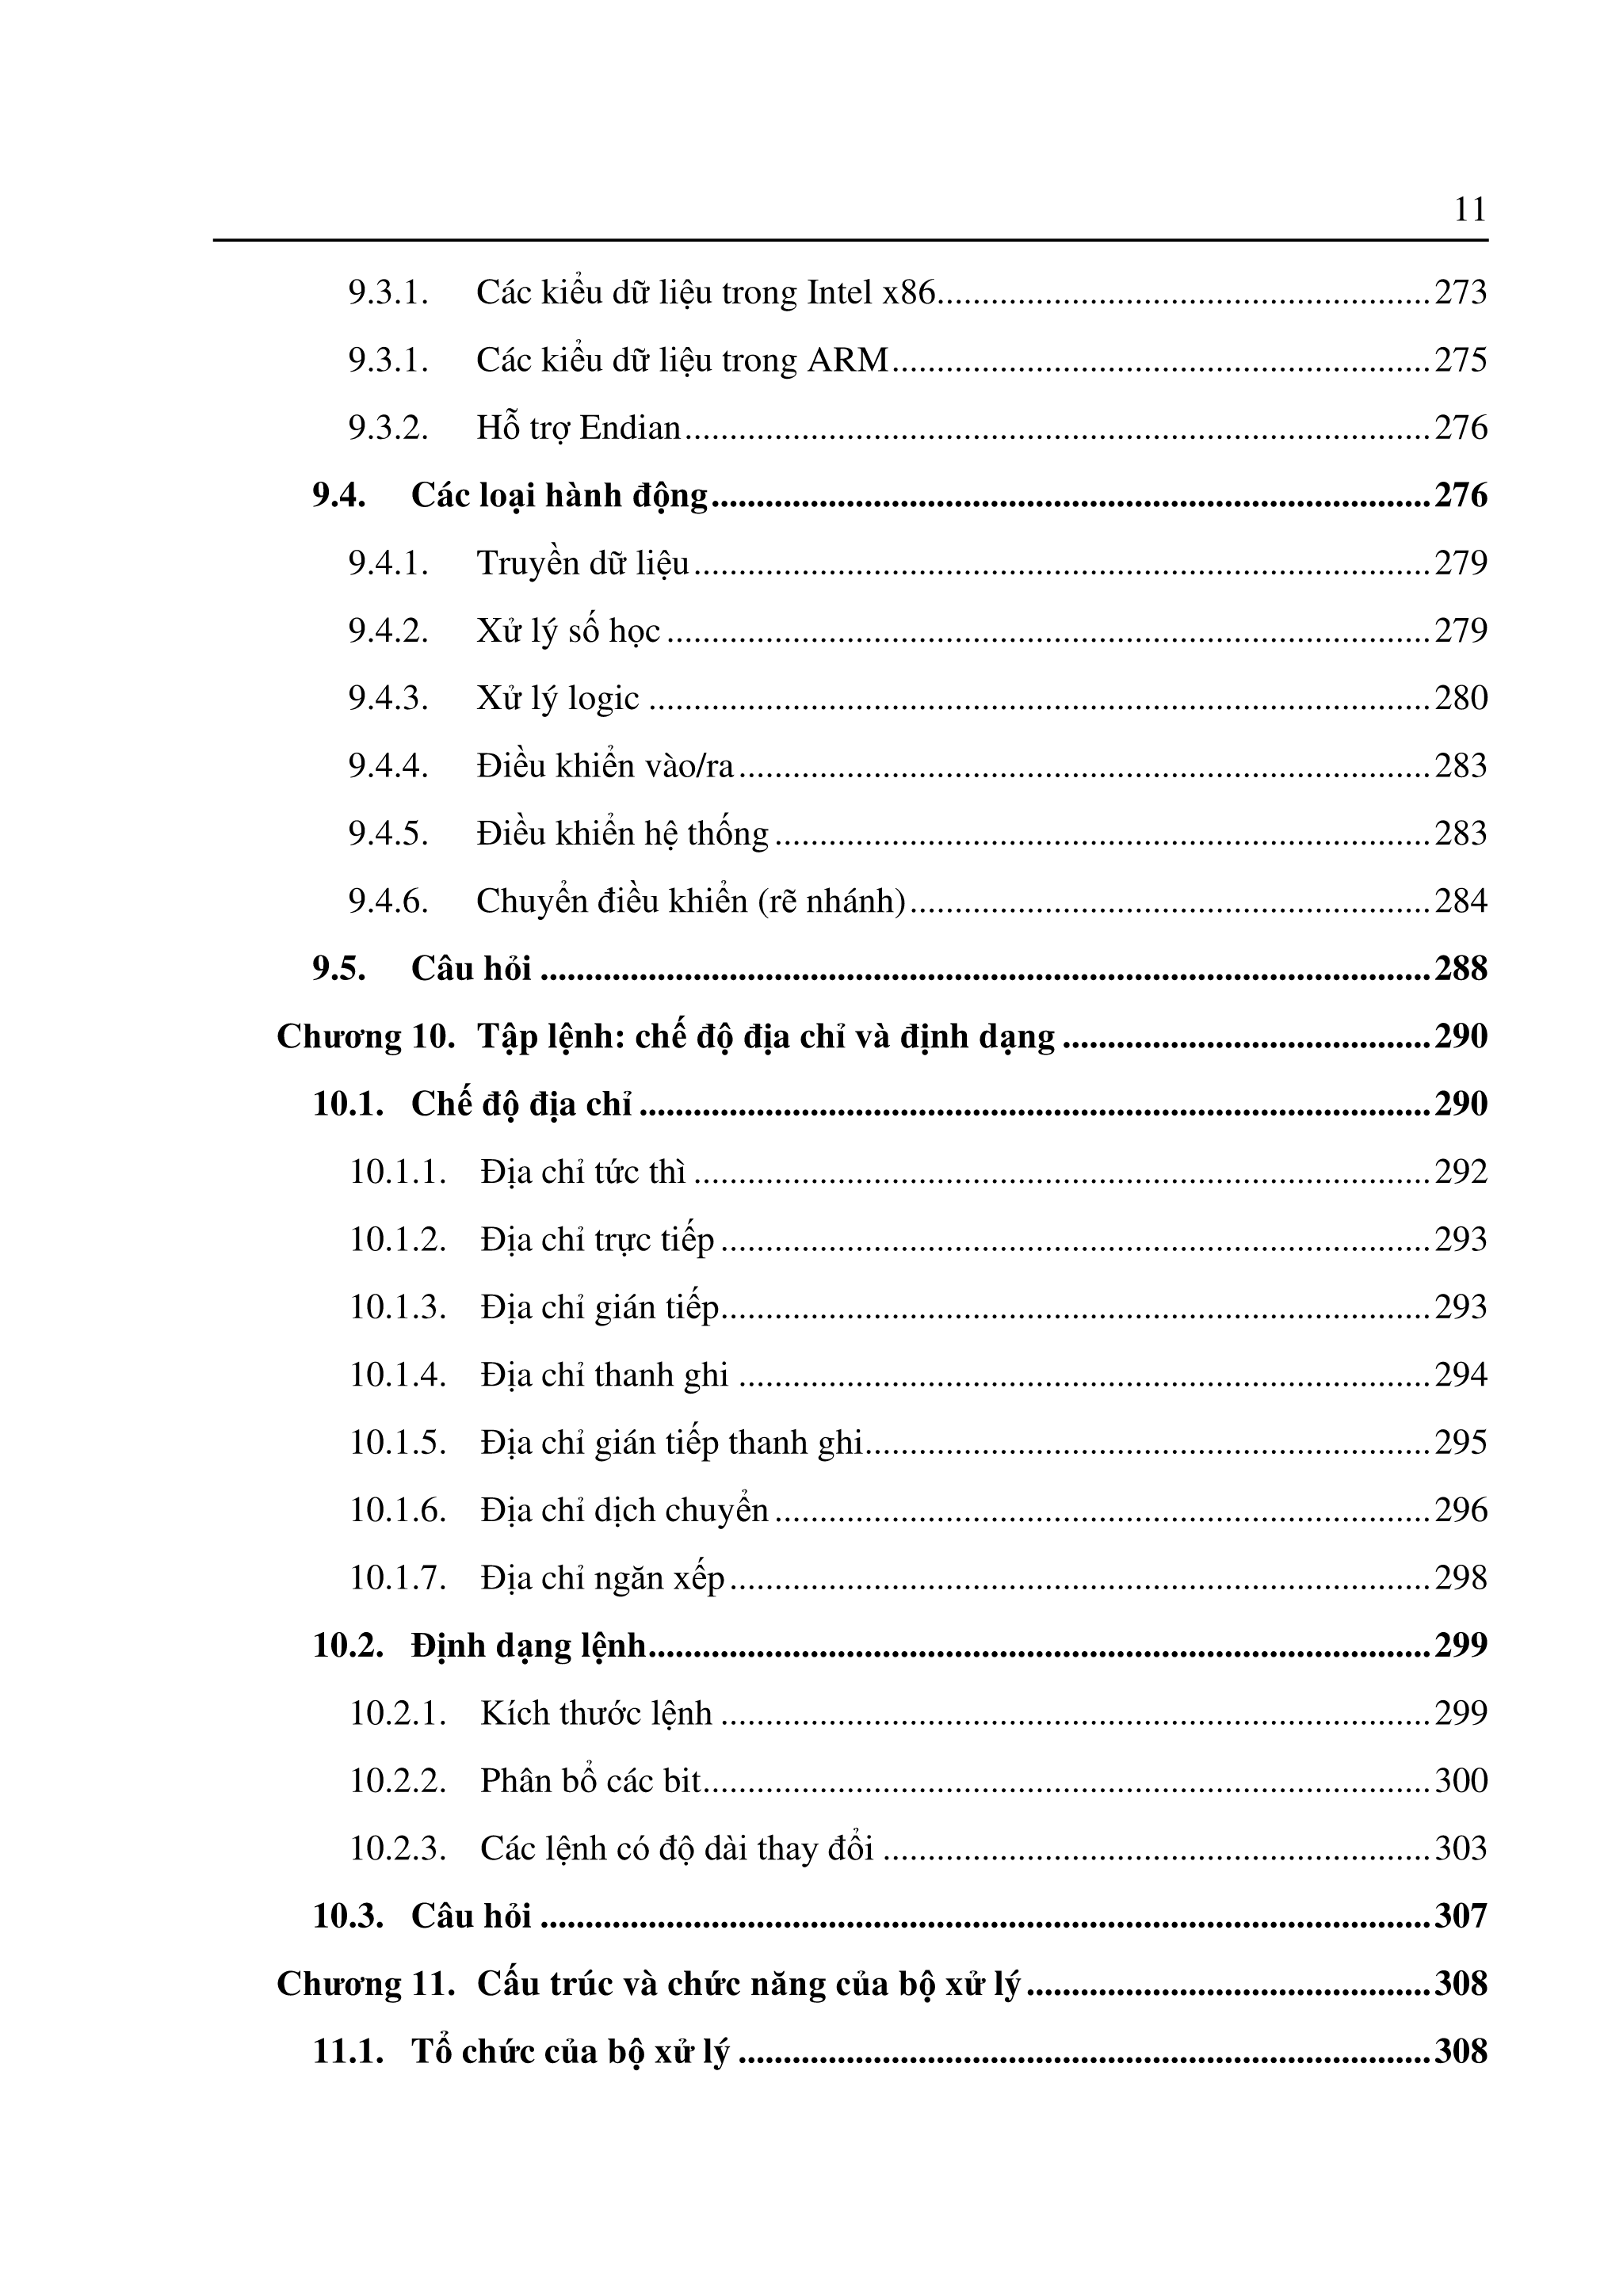 11
9.3.1. Các kiểu dữ liệu trong Intel x86.......................................................273
9.3.1. Các kiểu dữ liệu trong ARM............................................................275
9.3.2. Hỗ trợ Endian...................................................................................276
9.4. Các loại hành động................................................................................276
9.4.1. Truyền dữ liệu..................................................................................279
9.4.2. Xử lý số học .....................................................................................279
9.4.3. Xử lý logic .......................................................................................280
9.4.4. Điều khiển vào/ra.............................................................................283
9.4.5. Điều khiển hệ thống.........................................................................283
9.4.6. Chuyển điều khiển (rẽ nhánh)..........................................................284
9.5. Câu hỏi ...................................................................................................288
Chương 10. Tập lệnh: chế độ địa chỉ và định dạng .........................................290
10.1. Chế độ địa chỉ ........................................................................................290
10.1.1. Địa chỉ tức thì ..................................................................................292
10.1.2. Địa chỉ trực tiếp ...............................................................................293
10.1.3. Địa chỉ gián tiếp...............................................................................293
10.1.4. Địa chỉ thanh ghi .............................................................................294
10.1.5. Địa chỉ gián tiếp thanh ghi...............................................................295
10.1.6. Địa chỉ dịch chuyển .........................................................................296
10.1.7. Địa chỉ ngăn xếp ..............................................................................298
10.2. Định dạng lệnh.......................................................................................299
10.2.1. Kích thước lệnh ...............................................................................299
10.2.2. Phân bổ các bit.................................................................................300
10.2.3. Các lệnh có độ dài thay đổi .............................................................303
10.3. Câu hỏi ...................................................................................................307
Chương 11. Cấu trúc và chức năng của bộ xử lý.............................................308
11.1. Tổ chức của bộ xử lý .............................................................................308